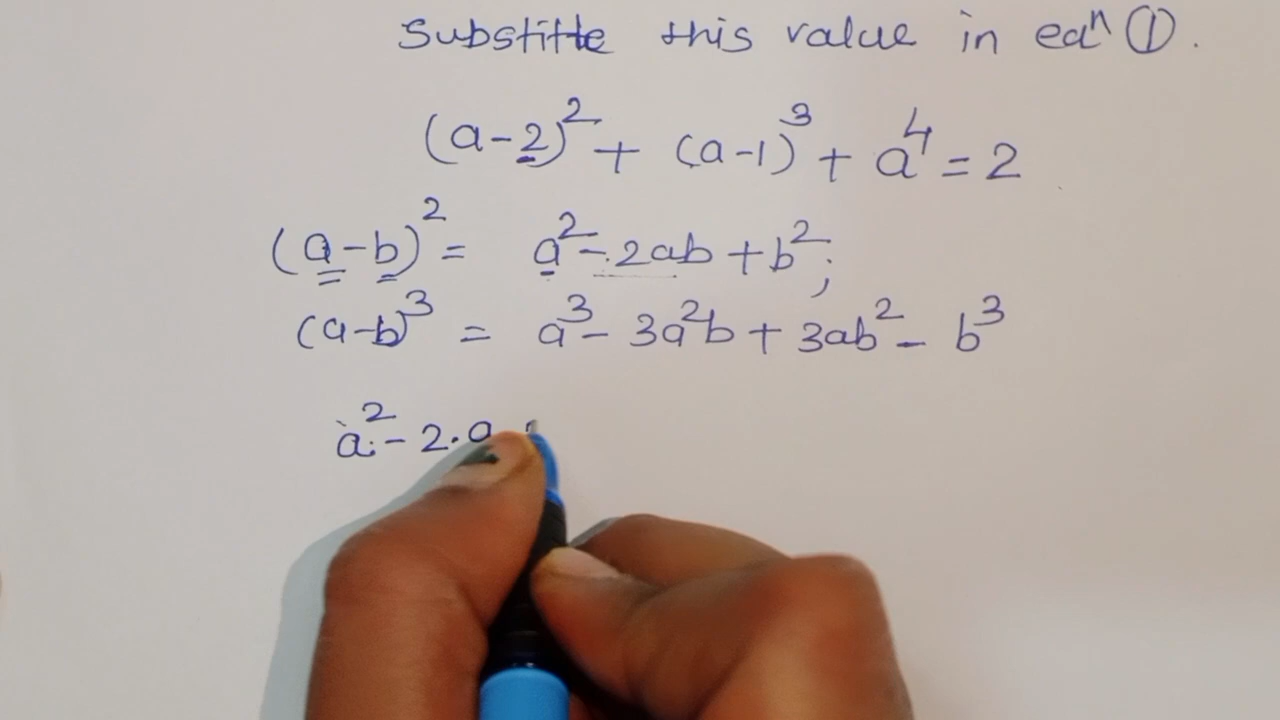 Substitte this value in eqⁿ ①.
(a-2)² + (a-1)³ + a⁴ = 2
(a-b)² = a² - 2ab + b²;
(a-b)³ = a³ - 3a²b + 3ab² - b³
a² - 2.a